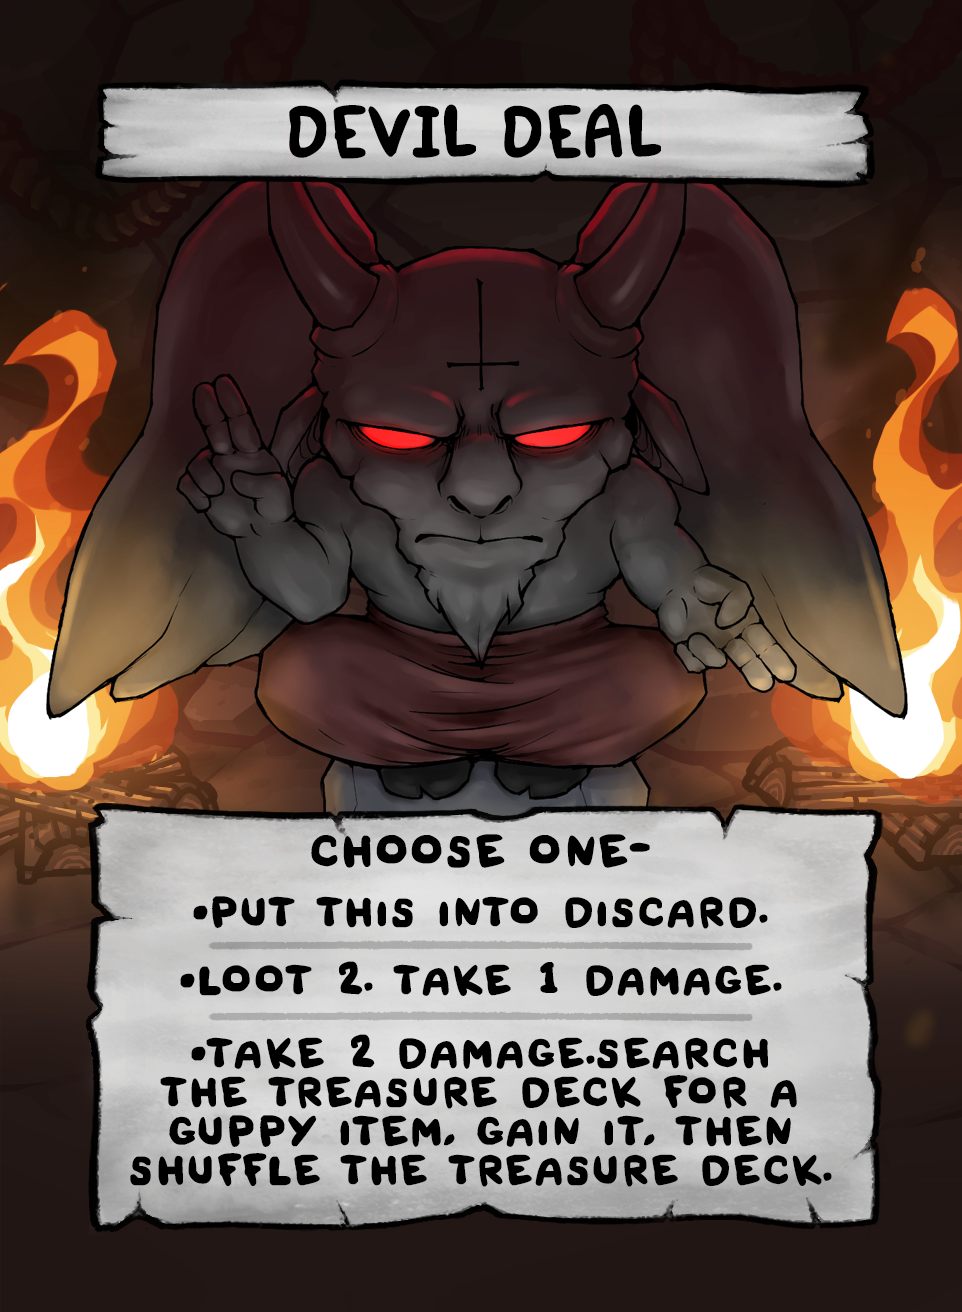 DEVIL DEAL
CHOOSE ONE-
•PUT THIS INTO DISCARD.
•LOOT 2. TAKE 1 DAMAGE.
•TAKE 2 DAMAGE.SEARCH
THE TREASURE DECK FOR A
GUPPY ITEM, GAIN IT, THEN
SHUFFLE THE TREASURE DECK.